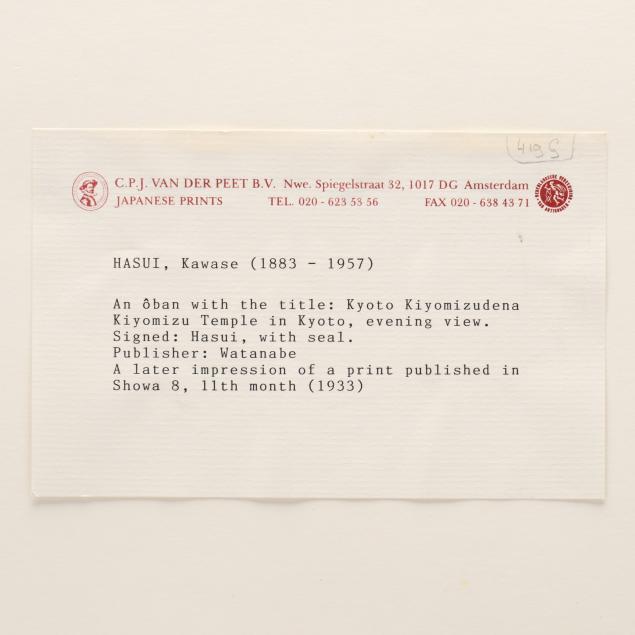 419 S
C.P.J. VAN DER PEET B.V. Nwe. Spiegelstraat 32, 1017 DG Amsterdam
JAPANESE PRINTS TEL. 020 - 623 53 56 FAX 020 - 638 43 71
HASUI, Kawase (1883 - 1957)
An ôban with the title: Kyoto Kiyomizudena
Kiyomizu Temple in Kyoto, evening view.
Signed: Hasui, with seal.
Publisher: Watanabe
A later impression of a print published in
Showa 8, 11th month (1933)